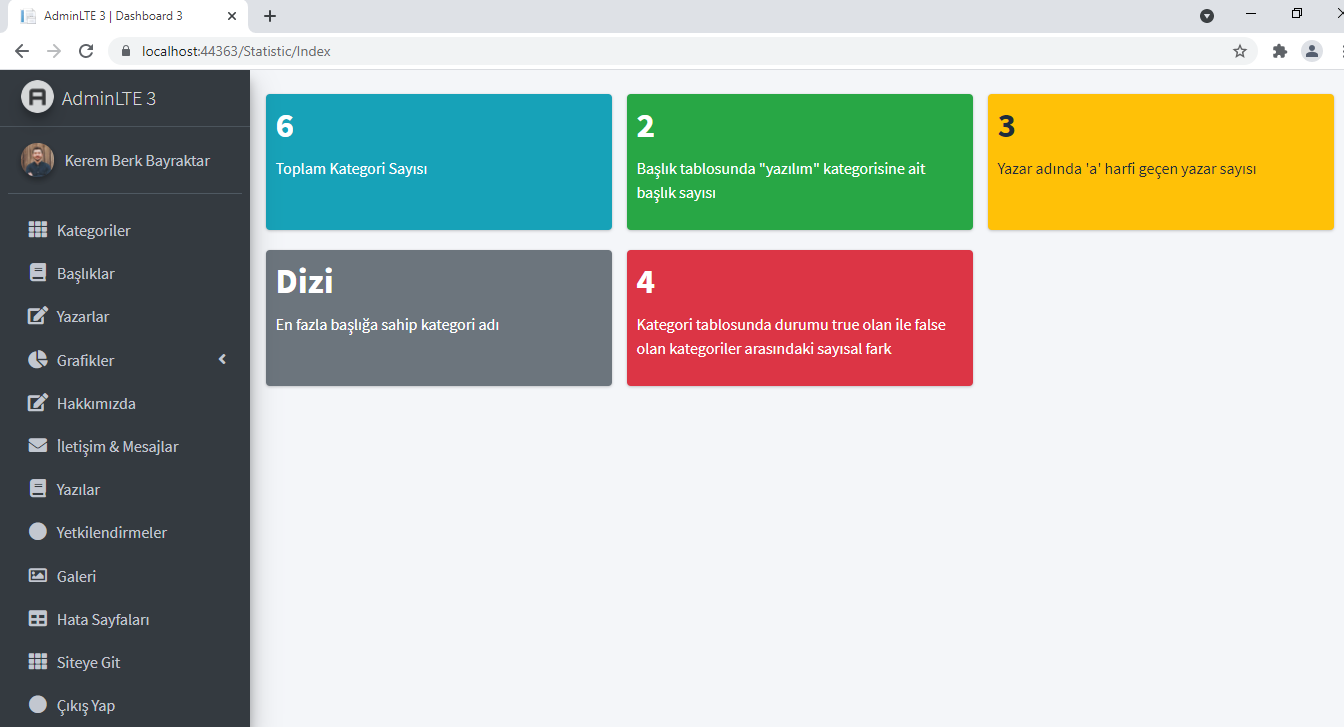 AdminLTE 3 | Dashboard 3
localhost:44363/Statistic/Index
AdminLTE 3
Kerem Berk Bayraktar
Kategoriler
Başlıklar
Yazarlar
Grafikler
Hakkımızda
İletişim & Mesajlar
Yazılar
Yetkilendirmeler
Galeri
Hata Sayfaları
Siteye Git
Çıkış Yap
6
Toplam Kategori Sayısı
2
Başlık tablosunda "yazılım" kategorisine ait
başlık sayısı
3
Yazar adında 'a' harfi geçen yazar sayısı
Dizi
En fazla başlığa sahip kategori adı
4
Kategori tablosunda durumu true olan ile false
olan kategoriler arasındaki sayısal fark